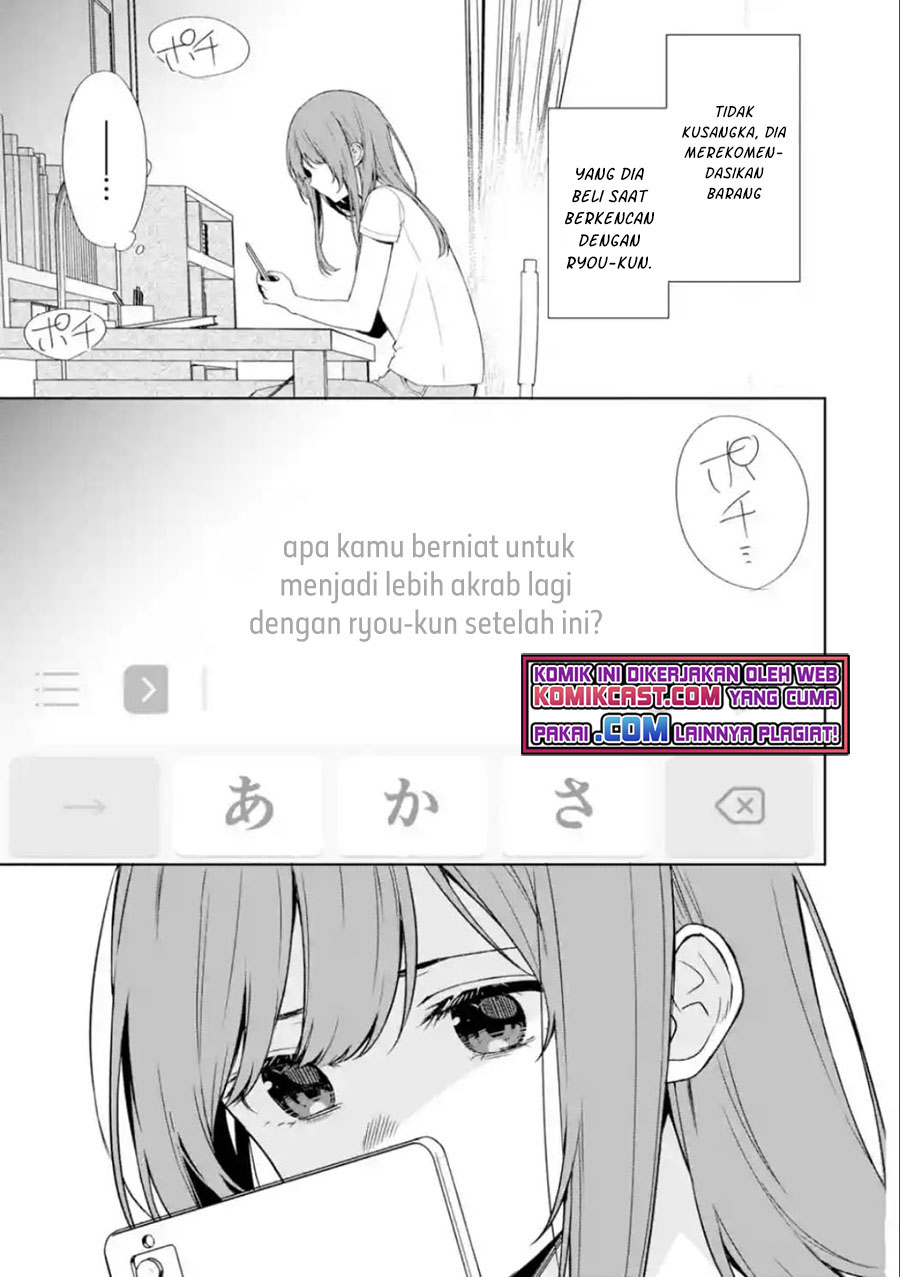 TIDAK
KUSANGKA, DIA
MEREKOMEN-
DASIKAN
BARANG
YANG DIA
BELI SAAT
BERKENCAN
DENGAN
RYOU-KUN.
ポチ
!...
ポチ
ポチ…
apa kamu berniat untuk
menjadi lebih akrab lagi
dengan ryou-kun setelah ini?
KOMIK INI DIKERJAKAN OLEH WEB
KOMIKCAST.COM YANG CUMA
PAKAI .COM LAINNYA PLAGIAT!
→ あ か さ